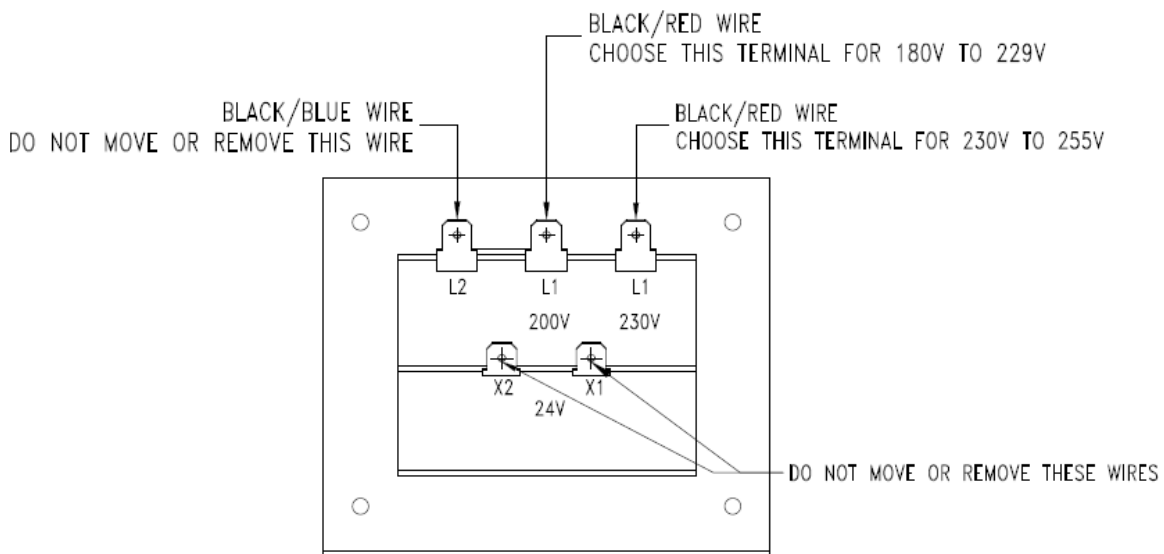 BLACK/RED WIRE
CHOOSE THIS TERMINAL FOR 180V TO 229V
BLACK/BLUE WIRE
DO NOT MOVE OR REMOVE THIS WIRE
BLACK/RED WIRE
CHOOSE THIS TERMINAL FOR 230V TO 255V
L2 L1 L1
200V 230V
X2 X1
24V
DO NOT MOVE OR REMOVE THESE WIRES